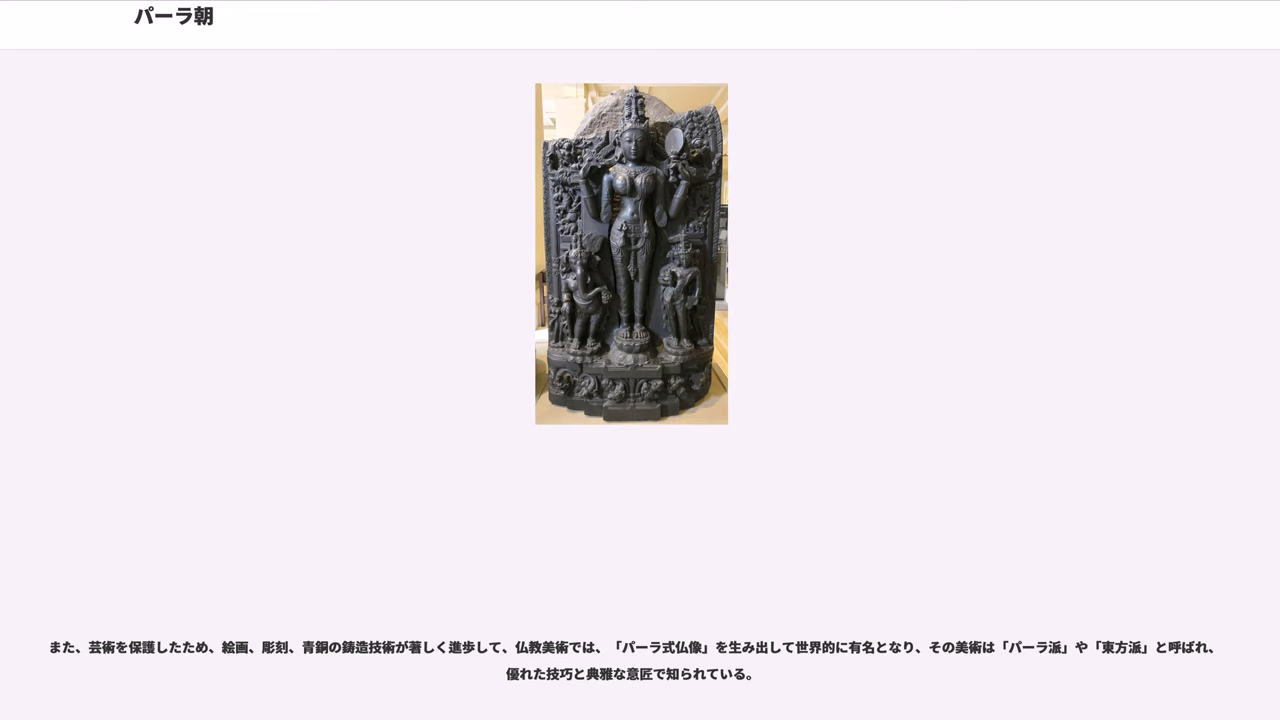 パーラ朝
また、芸術を保護したため、絵画、彫刻、青銅の鋳造技術が著しく進歩して、仏教美術では、「パーラ式仏像」を生み出して世界的に有名となり、その美術は「パーラ派」や「東方派」と呼ばれ、
優れた技巧と典雅な意匠で知られている。